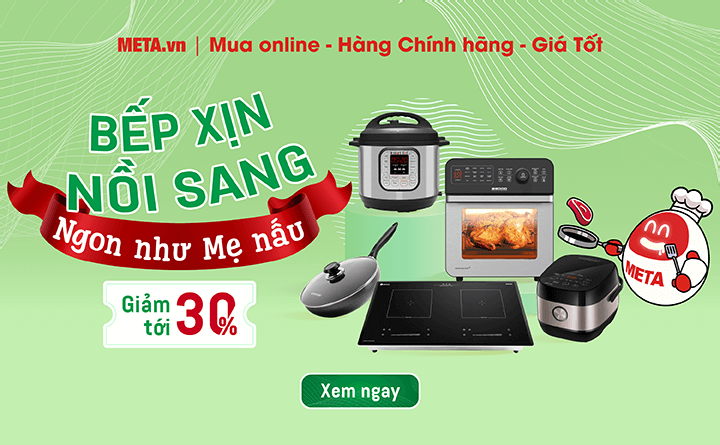 META.vn | Mua online - Hàng Chính hãng - Giá Tốt
BẾP XỊN
NỒI SANG
Ngon như Mẹ nấu
Giảm tới 30%
META
Xem ngay